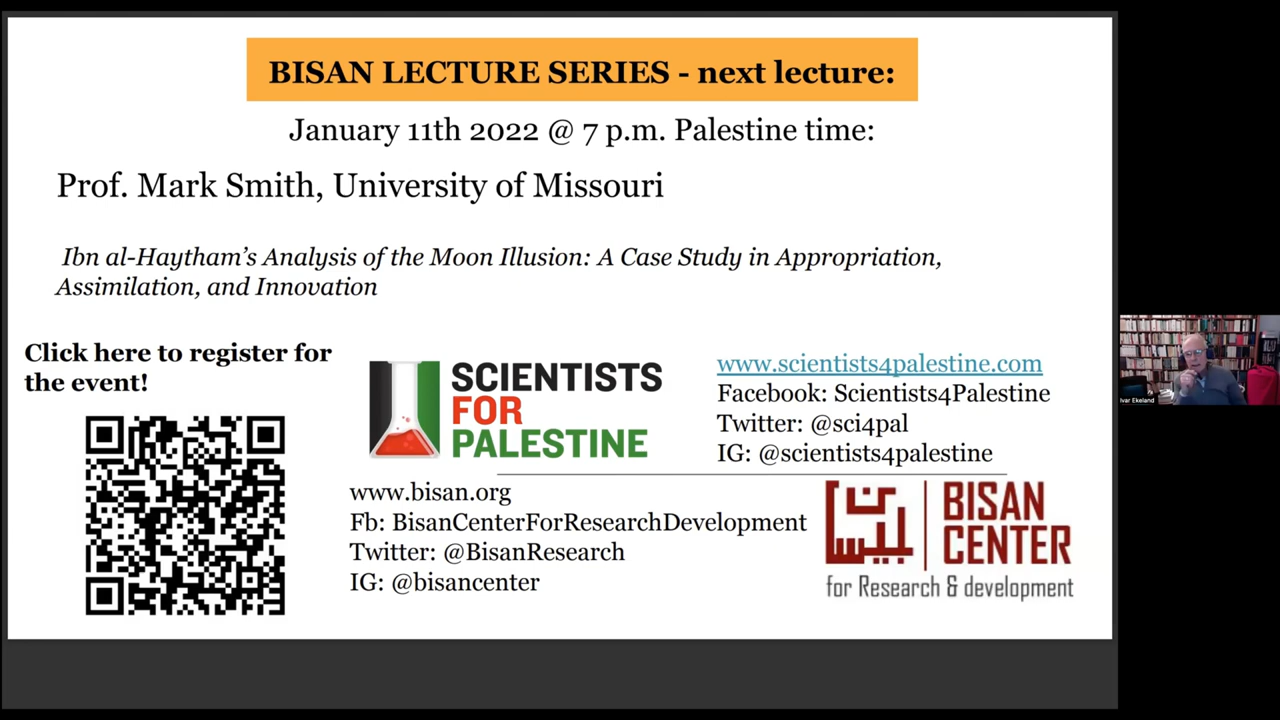 BISAN LECTURE SERIES - next lecture:
January 11th 2022 @ 7 p.m. Palestine time:
Prof. Mark Smith, University of Missouri
Ibn al-Haytham's Analysis of the Moon Illusion: A Case Study in Appropriation,
Assimilation, and Innovation
Click here to register for
the event!
SCIENTISTS
FOR
PALESTINE
www.scientists4palestine.com
Facebook: Scientists4Palestine
Twitter: @sci4pal
IG: @scientists4palestine
www.bisan.org
Fb: BisanCenterForResearchDevelopment
Twitter: @BisanResearch
IG: @bisancenter
بيسان
BISAN
CENTER
for Research & development
Ivar Ekeland